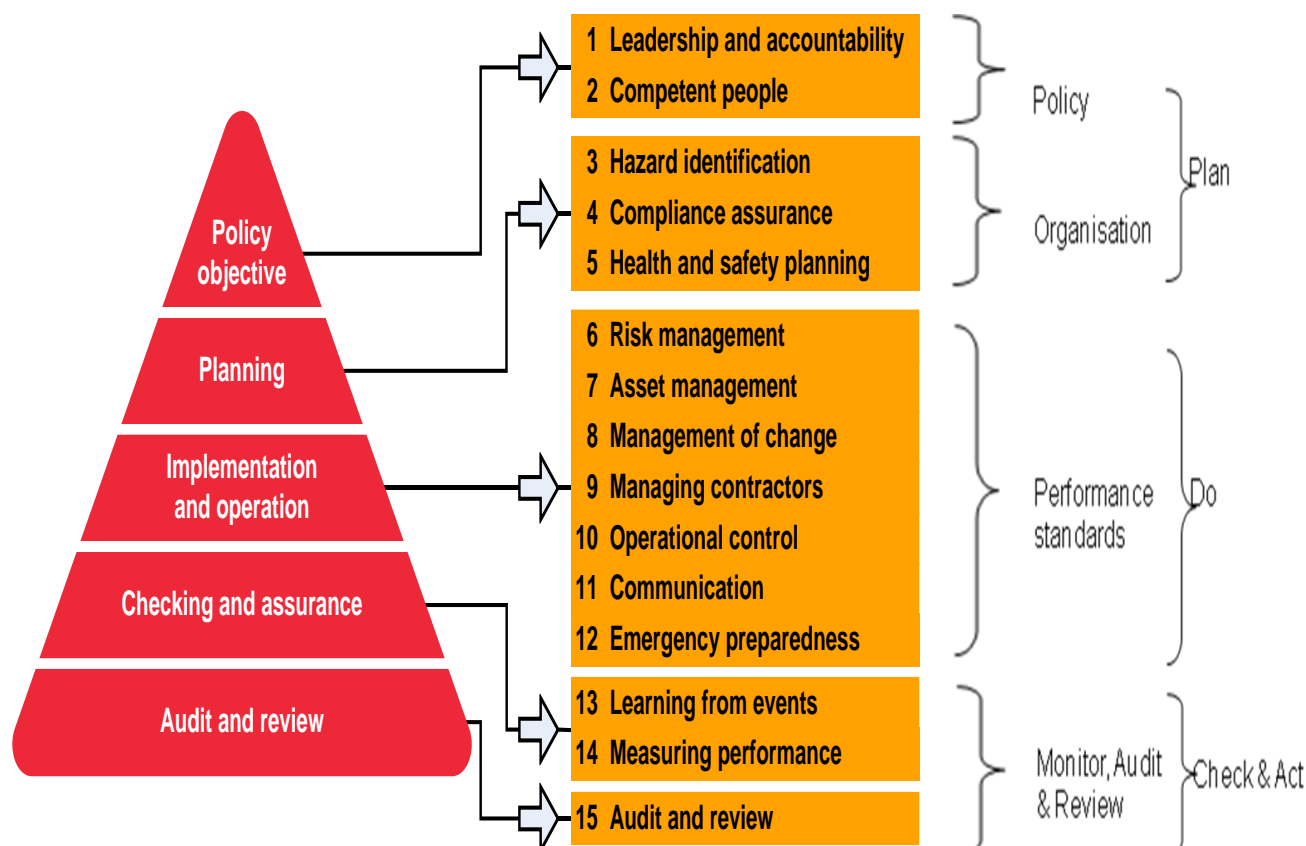 Policy
objective
Planning
Implementation
and operation
Checking and assurance
Audit and review
1 Leadership and accountability
2 Competent people
3 Hazard identification
4 Compliance assurance
5 Health and safety planning
6 Risk management
7 Asset management
8 Management of change
9 Managing contractors
10 Operational control
11 Communication
12 Emergency preparedness
13 Learning from events
14 Measuring performance
15 Audit and review
Policy
Organisation
Performance
standards
Monitor, Audit
& Review
Plan
Do
Check & Act